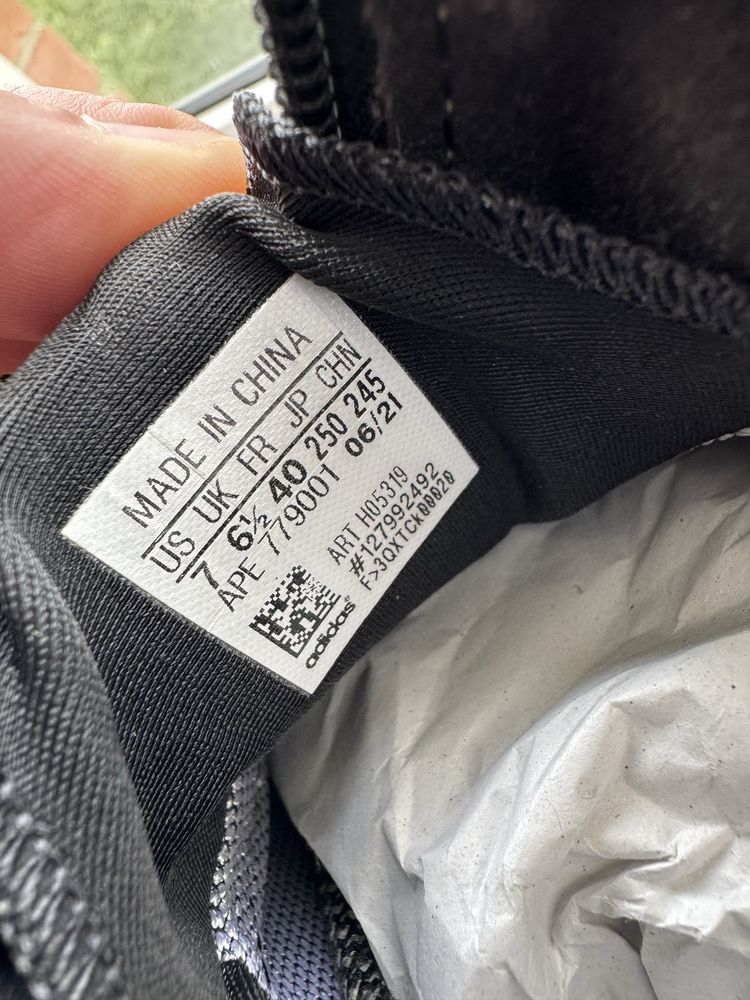 MADE IN CHINA
US UK FR JP CHN
7 6½ 40 250 245
APE 779001 06/21
ART H05319
#127992492
F>3QXTCk00020
adidas